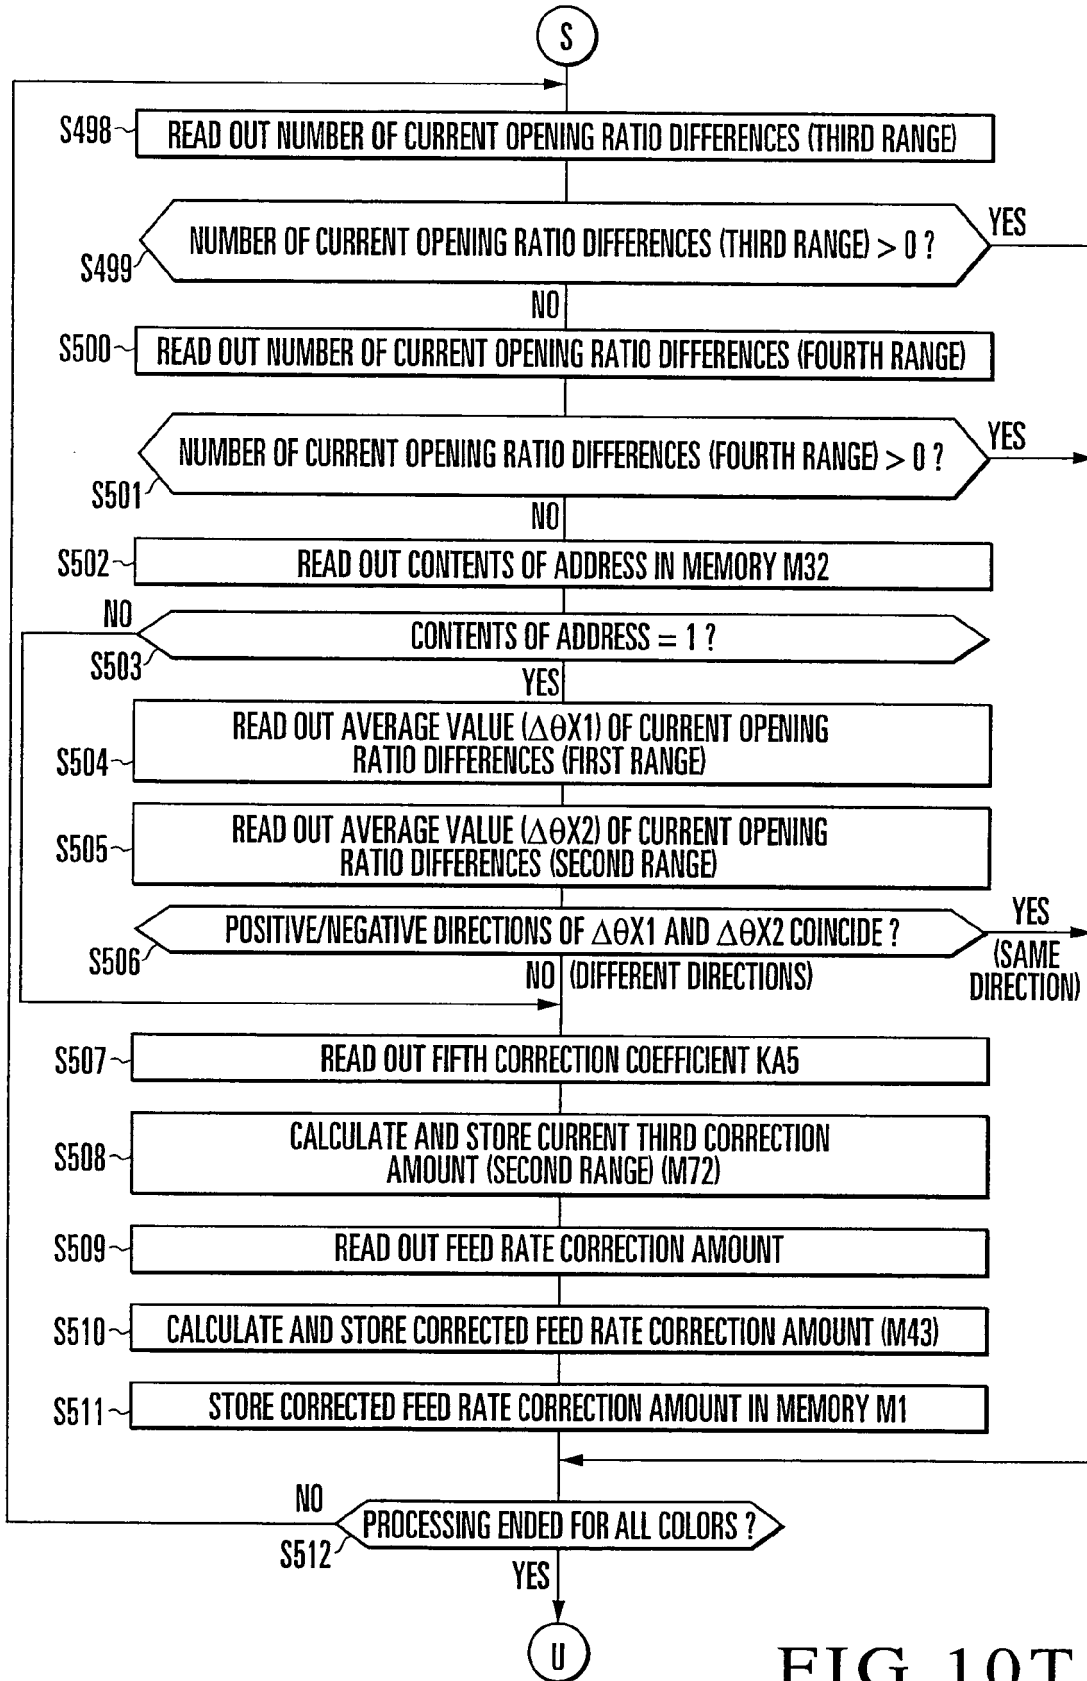 S
S498
READ OUT NUMBER OF CURRENT OPENING RATIO DIFFERENCES (THIRD RANGE)
S499
NUMBER OF CURRENT OPENING RATIO DIFFERENCES (THIRD RANGE) > 0 ?
YES
NO
S500
READ OUT NUMBER OF CURRENT OPENING RATIO DIFFERENCES (FOURTH RANGE)
S501
NUMBER OF CURRENT OPENING RATIO DIFFERENCES (FOURTH RANGE) > 0 ?
YES
NO
S502
READ OUT CONTENTS OF ADDRESS IN MEMORY M32
NO
S503
CONTENTS OF ADDRESS = 1 ?
YES
S504
READ OUT AVERAGE VALUE (ΔθX1) OF CURRENT OPENING
RATIO DIFFERENCES (FIRST RANGE)
S505
READ OUT AVERAGE VALUE (ΔθX2) OF CURRENT OPENING
RATIO DIFFERENCES (SECOND RANGE)
S506
POSITIVE/NEGATIVE DIRECTIONS OF ΔθX1 AND ΔθX2 COINCIDE ?
YES
(SAME
DIRECTION)
NO (DIFFERENT DIRECTIONS)
S507
READ OUT FIFTH CORRECTION COEFFICIENT KA5
S508
CALCULATE AND STORE CURRENT THIRD CORRECTION
AMOUNT (SECOND RANGE) (M72)
S509
READ OUT FEED RATE CORRECTION AMOUNT
S510
CALCULATE AND STORE CORRECTED FEED RATE CORRECTION AMOUNT (M43)
S511
STORE CORRECTED FEED RATE CORRECTION AMOUNT IN MEMORY M1
NO
S512
PROCESSING ENDED FOR ALL COLORS ?
YES
U
FIG.10T